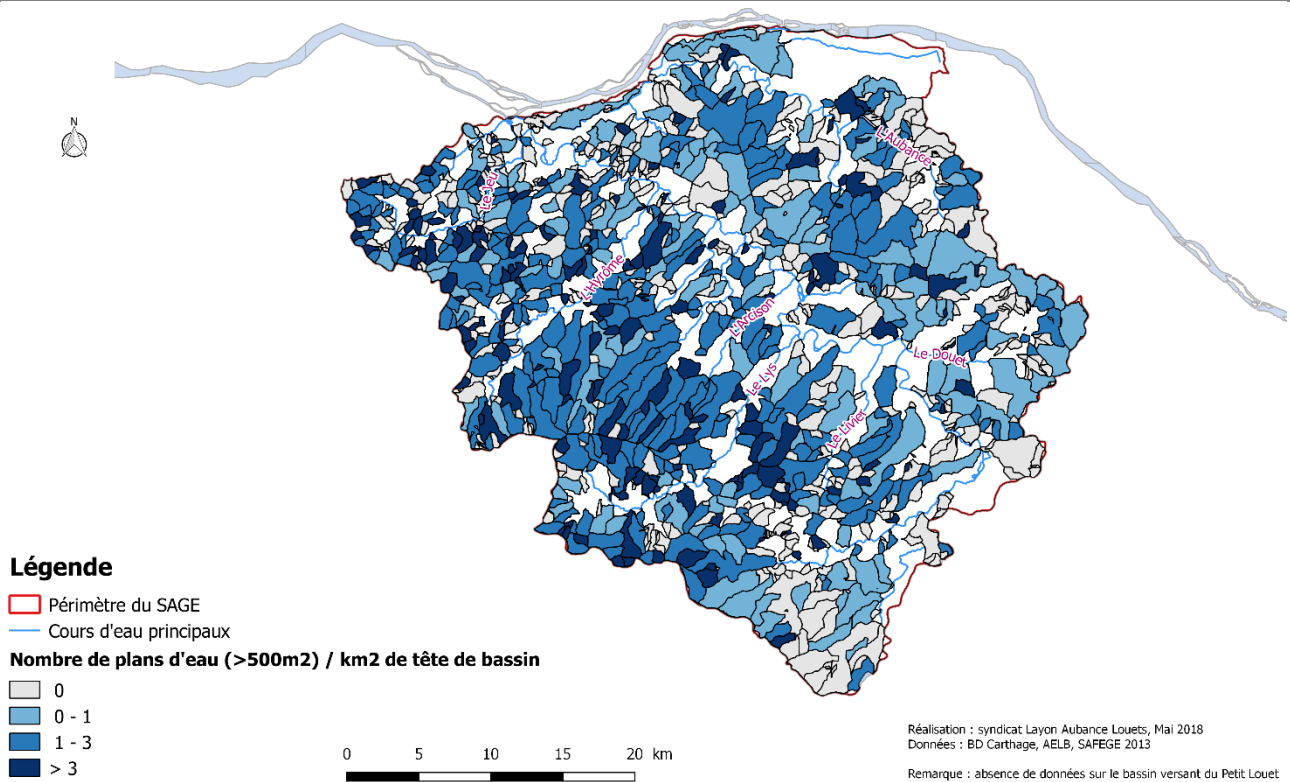 N
L'Aubance
Le Jeu
L'Hyrôme
L'Arcison
Le Douet
Le Lys
Le Livier
Légende
Périmètre du SAGE
Cours d'eau principaux
Nombre de plans d'eau (>500m2) / km2 de tête de bassin
0
0 - 1
1 - 3
> 3
0 5 10 15 20 km
Réalisation : syndicat Layon Aubance Louets, Mai 2018
Données : BD Carthage, AELB, SAFEGE 2013
Remarque : absence de données sur le bassin versant du Petit Louet